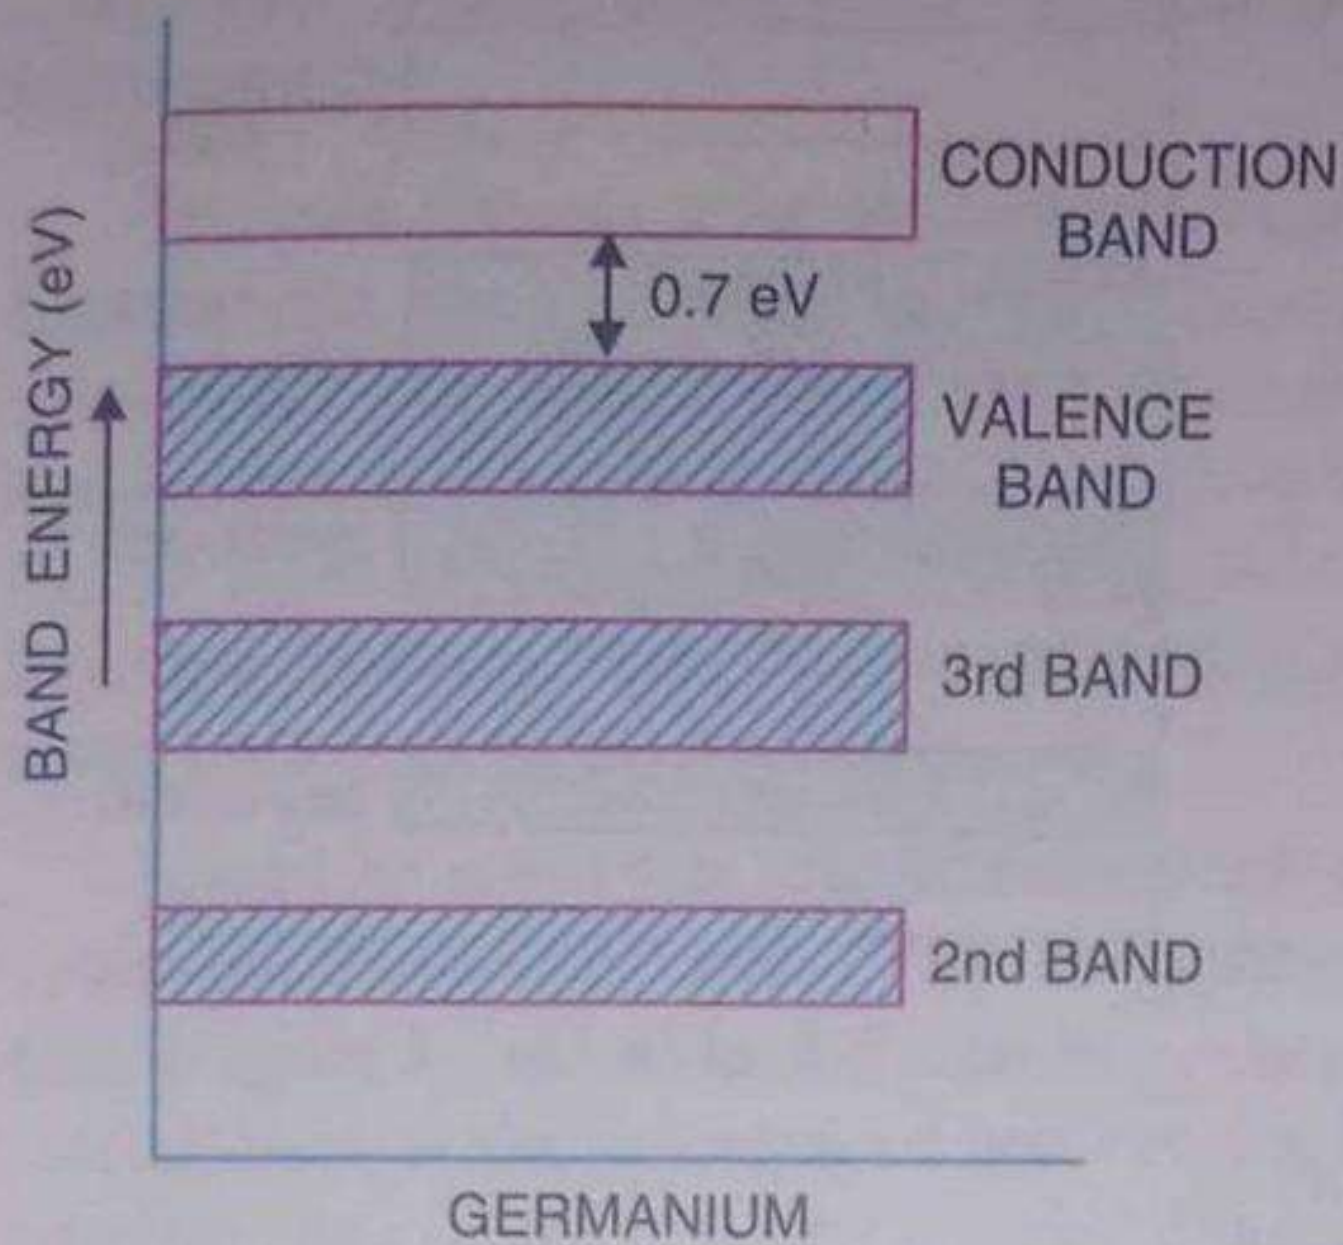 CONDUCTION
BAND
0.7 eV
VALENCE
BAND
BAND ENERGY (eV)
3rd BAND
2nd BAND
GERMANIUM